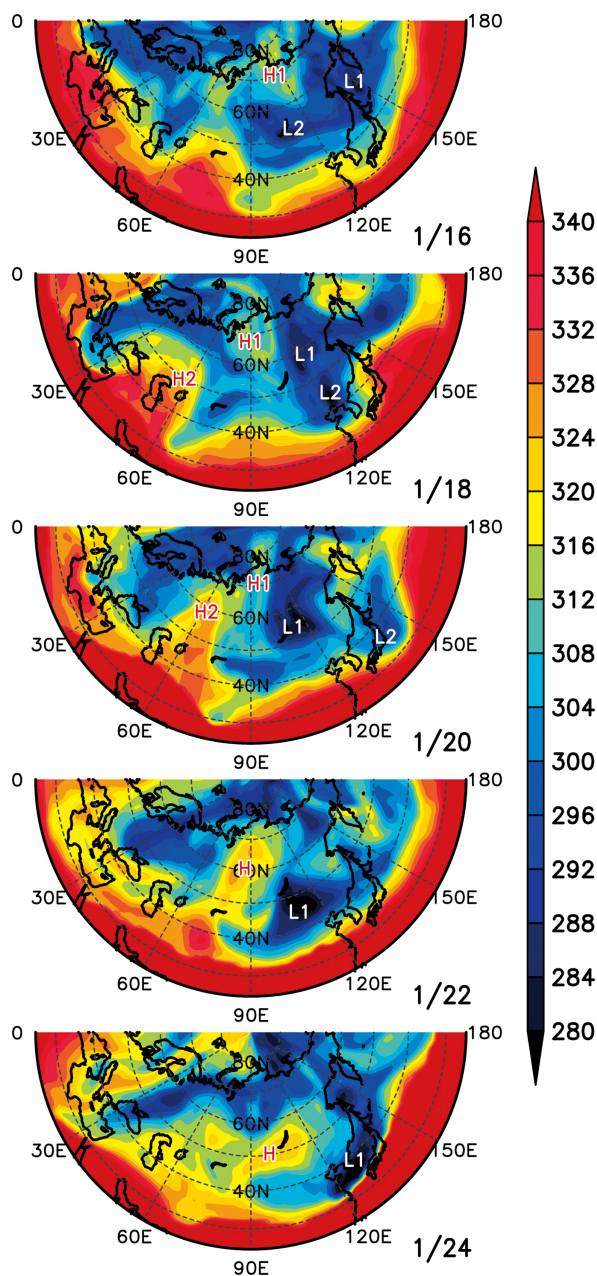 0 180
80N
H1
L1
60N
L2
30E 150E
40N
60E 120E
90E
1/16
0 180
80N
H1
L1
60N
H2
L2
30E 150E
40N
60E 120E
90E
1/18
0 180
80N
H1
H2
60N
L1
L2
30E 150E
40N
60E 120E
90E
1/20
0 180
80N
60N
H
L1
30E 150E
40N
60E 120E
90E
1/22
0 180
80N
60N
H
L1
30E 150E
40N
60E 120E
90E
1/24
340
336
332
328
324
320
316
312
308
304
300
296
292
288
284
280